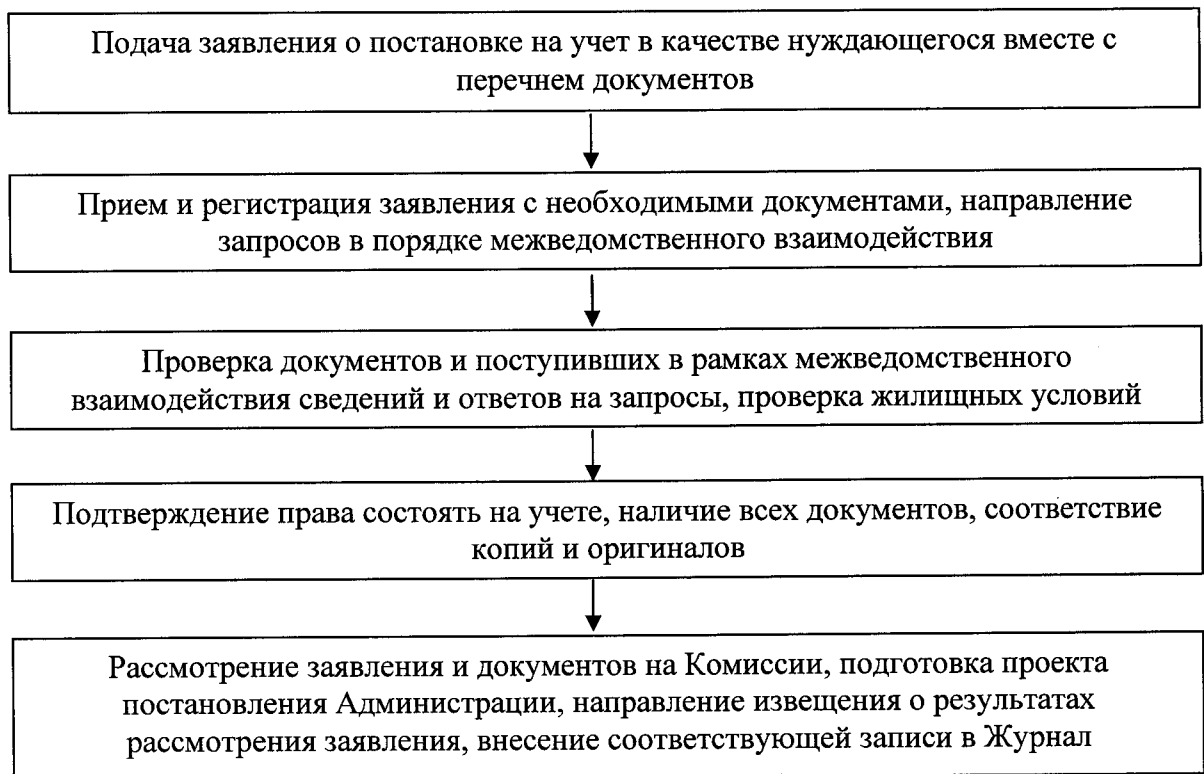 Подача заявления о постановке на учет в качестве нуждающегося вместе с
перечнем документов
Прием и регистрация заявления с необходимыми документами, направление
запросов в порядке межведомственного взаимодействия
Проверка документов и поступивших в рамках межведомственного
взаимодействия сведений и ответов на запросы, проверка жилищных условий
Подтверждение права состоять на учете, наличие всех документов, соответствие
копий и оригиналов
Рассмотрение заявления и документов на Комиссии, подготовка проекта
постановления Администрации, направление извещения о результатах
рассмотрения заявления, внесение соответствующей записи в Журнал